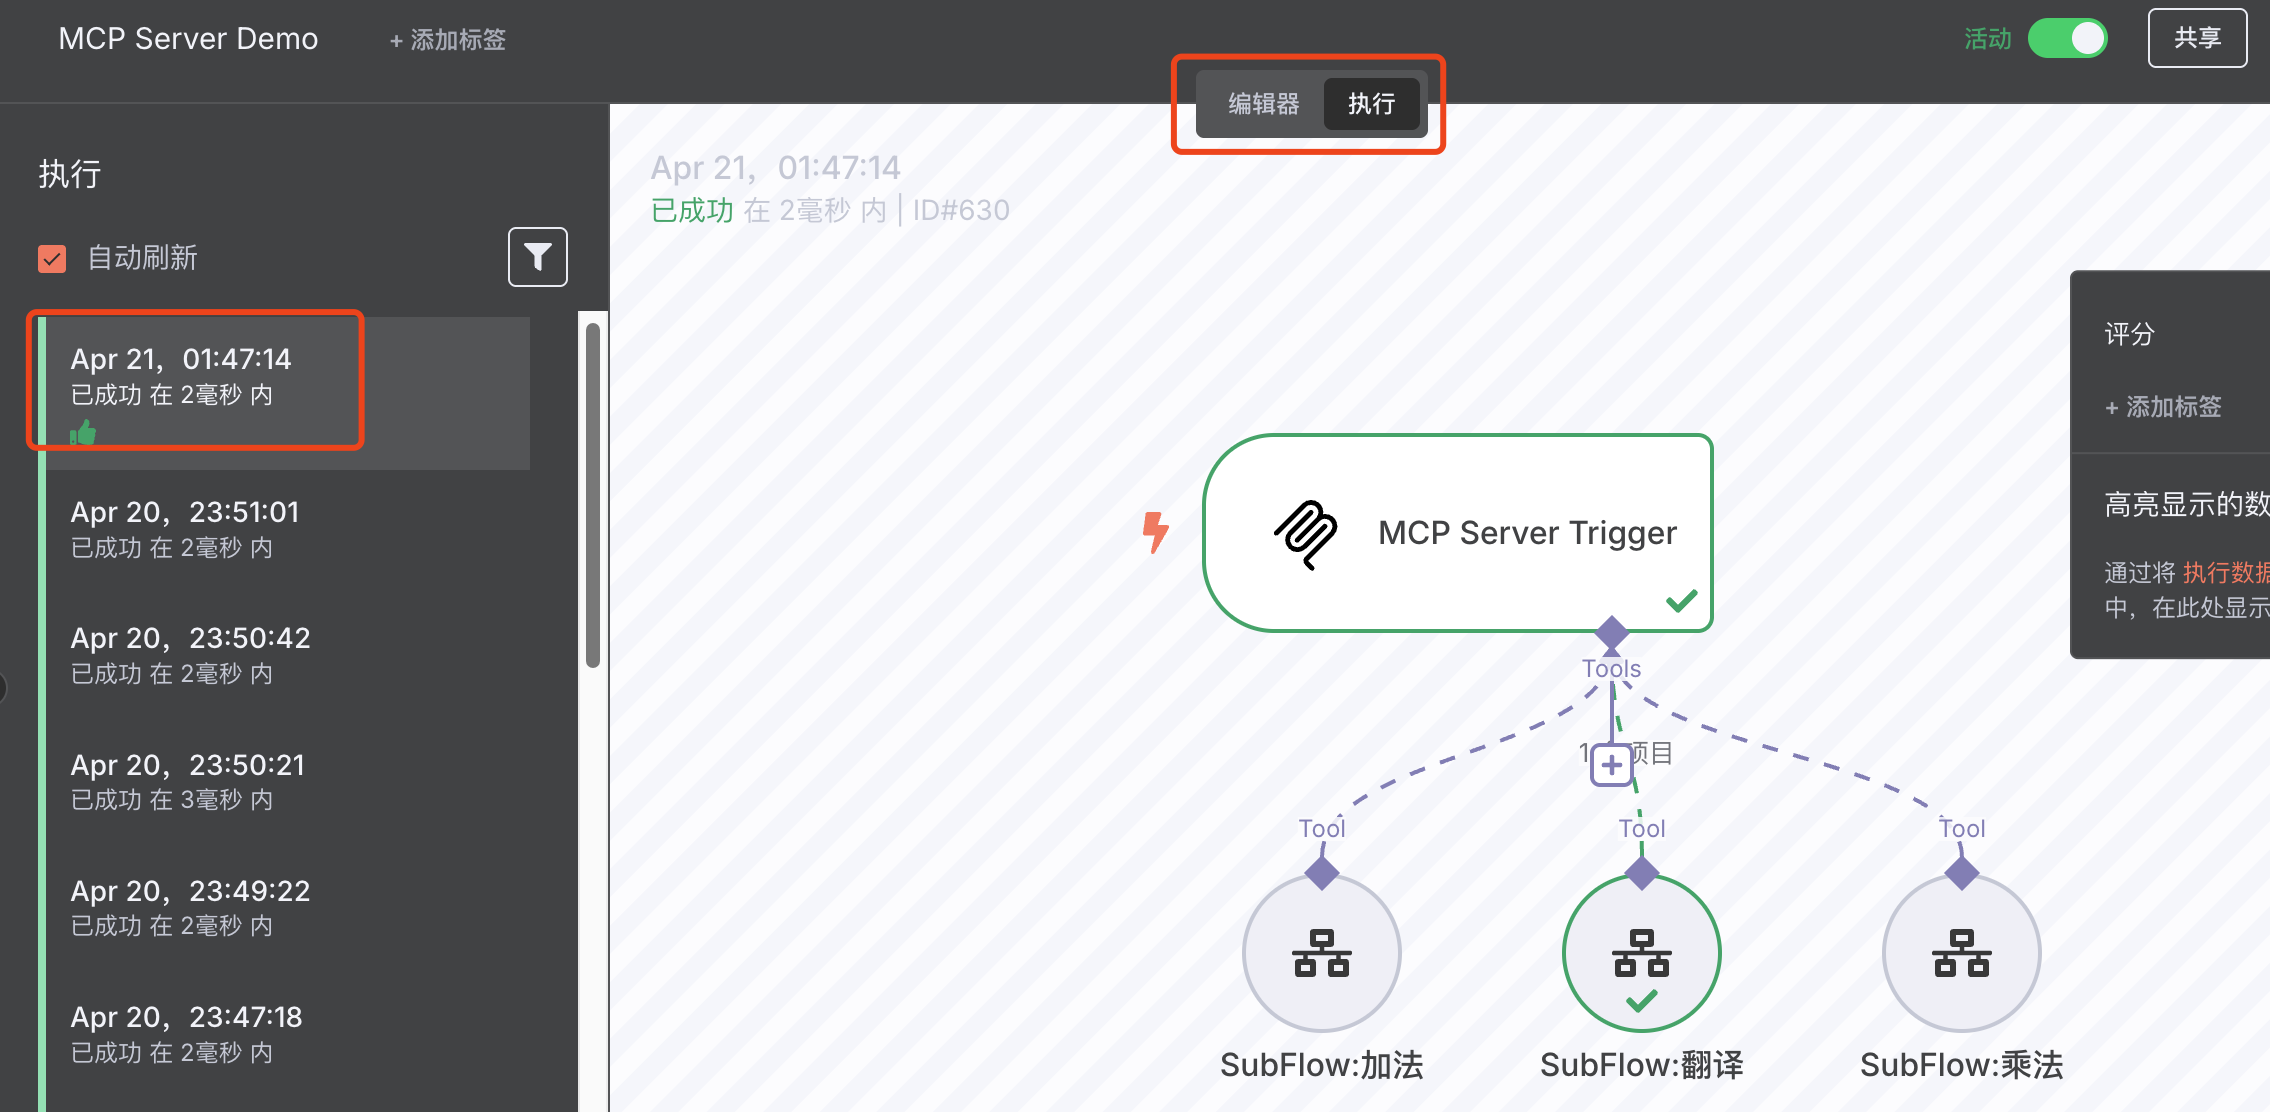 MCP Server Demo
+ 添加标签
活动
共享
编辑器
执行
执行
自动刷新
Apr 21，01:47:14
已成功 在 2毫秒 内
Apr 20，23:51:01
已成功 在 2毫秒 内
Apr 20，23:50:42
已成功 在 2毫秒 内
Apr 20，23:50:21
已成功 在 3毫秒 内
Apr 20，23:49:22
已成功 在 2毫秒 内
Apr 20，23:47:18
已成功 在 2毫秒 内
Apr 21，01:47:14
已成功 在 2毫秒 内 | ID#630
MCP Server Trigger
Tools
1 项目
Tool
Tool
Tool
SubFlow:加法
SubFlow:翻译
SubFlow:乘法
评分
+ 添加标签
高亮显示的数
通过将 执行数据
中，在此处显示